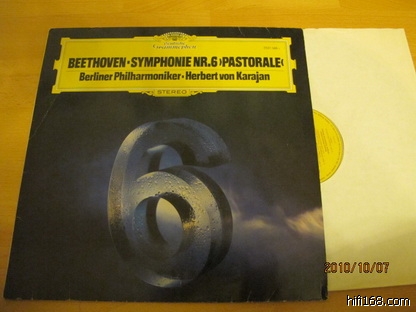 BEETHOVEN·SYMPHONIE NR.6 ›PASTORALE‹
Berliner Philharmoniker·Herbert von Karajan
STEREO
6
2010/10/07
hifi168.com